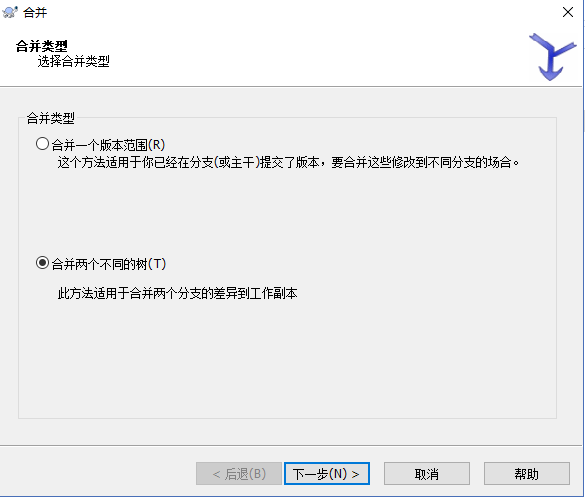 合并
合并类型
选择合并类型
合并类型
合并一个版本范围(R)
这个方法适用于你已经在分支(或主干)提交了版本，要合并这些修改到不同分支的场合。
合并两个不同的树(T)
此方法适用于合并两个分支的差异到工作副本
< 后退(B)
下一步(N) >
取消
帮助